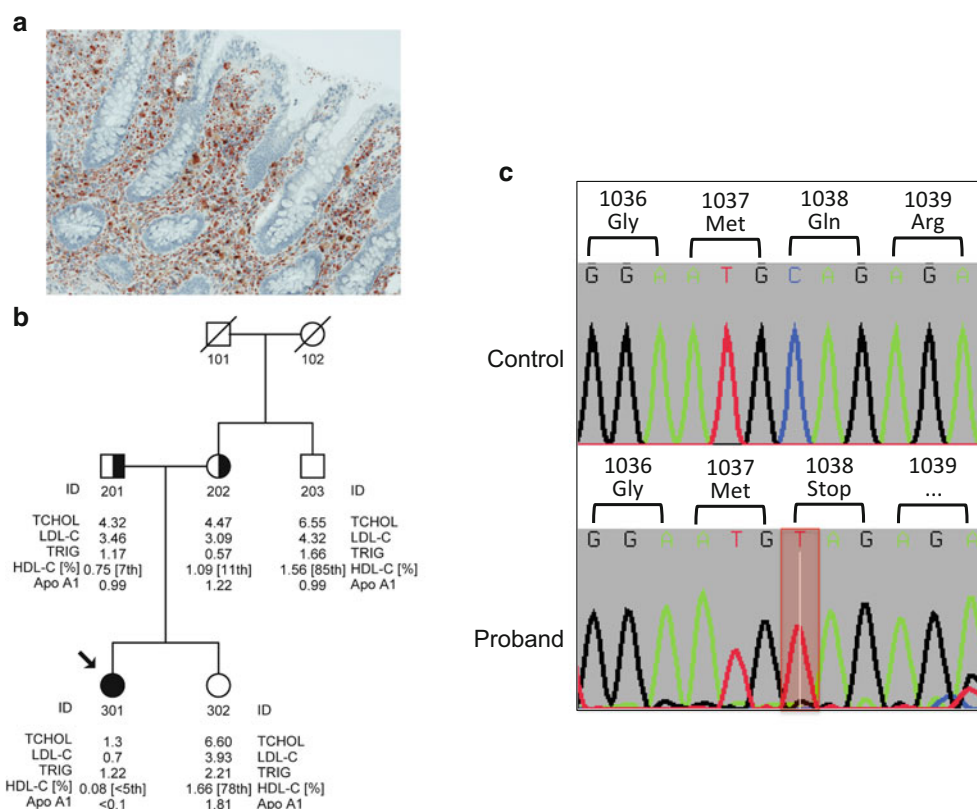 a
b
101 102
ID 201 202 203 ID
TCHOL 4.32 4.47 6.55 TCHOL
LDL-C 3.46 3.09 4.32 LDL-C
TRIG 1.17 0.57 1.66 TRIG
HDL-C [%] 0.75 [7th] 1.09 [11th] 1.56 [85th] HDL-C [%]
Apo A1 0.99 1.22 0.99 Apo A1
ID 301 302 ID
TCHOL 1.3 6.60 TCHOL
LDL-C 0.7 3.93 LDL-C
TRIG 1.22 2.21 TRIG
HDL-C [%] 0.08 [<5th] 1.66 [78th] HDL-C [%]
Apo A1 <0.1 1.81 Apo A1
c
1036 1037 1038 1039
Gly Met Gln Arg
G G A A T G C A G A G A
Control
1036 1037 1038 1039
Gly Met Stop ...
G G A A T G T A G A G A
Proband